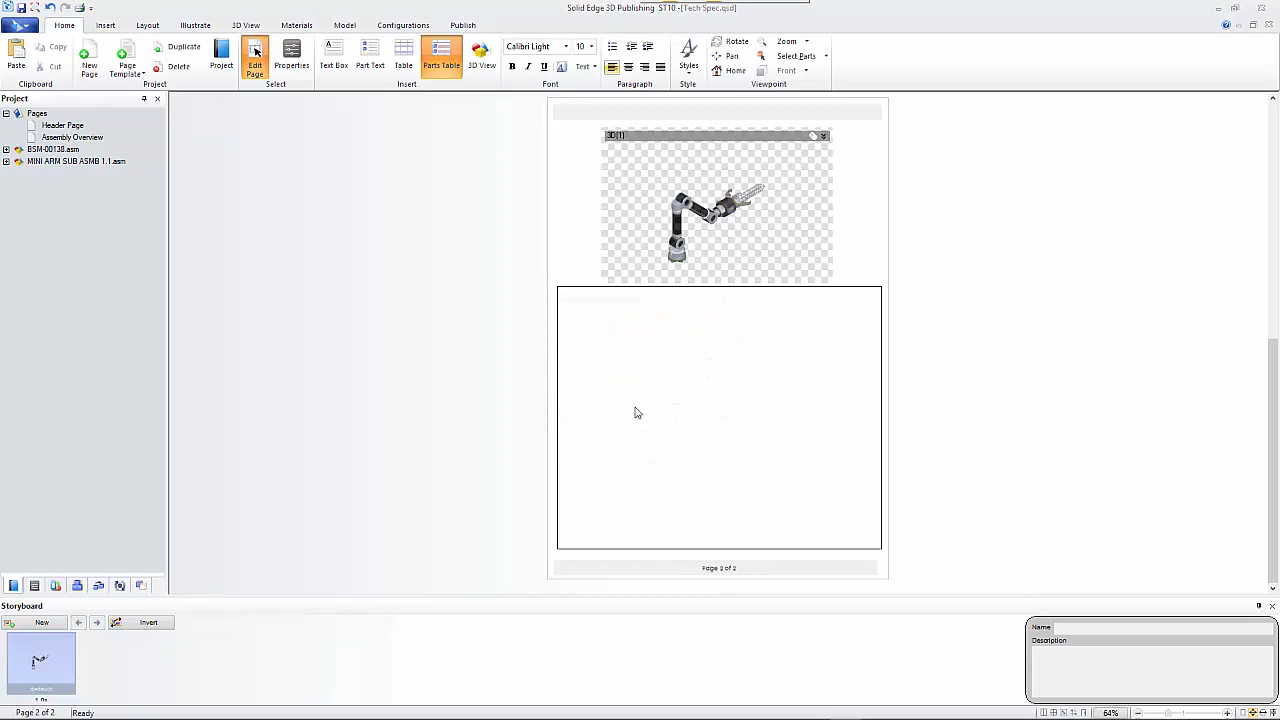 Solid Edge 3D Publishing: ST10 -[Tech Spec.qsd]
Home Insert Layout Illustrate 3D View Materials Model Configurations Publish
Copy Duplicate Calibri Light 10 Rotate Zoom
Paste New Page Project Edit Properties Text Box Part Text Table Parts Table 3D View Text Styles Pan Select Parts
Cut Page Template Delete Page B I U A Home Front
Clipboard Project Select Insert Font Paragraph Style Viewpoint
Project
Pages
Header Page
Assembly Overview
BSM-00138.asm
MINI ARM SUB ASMB 1.1.asm
3D[1]
Page 2 of 2
Storyboard
New Invert
Name
Description
Page 2 of 2 Ready 64%